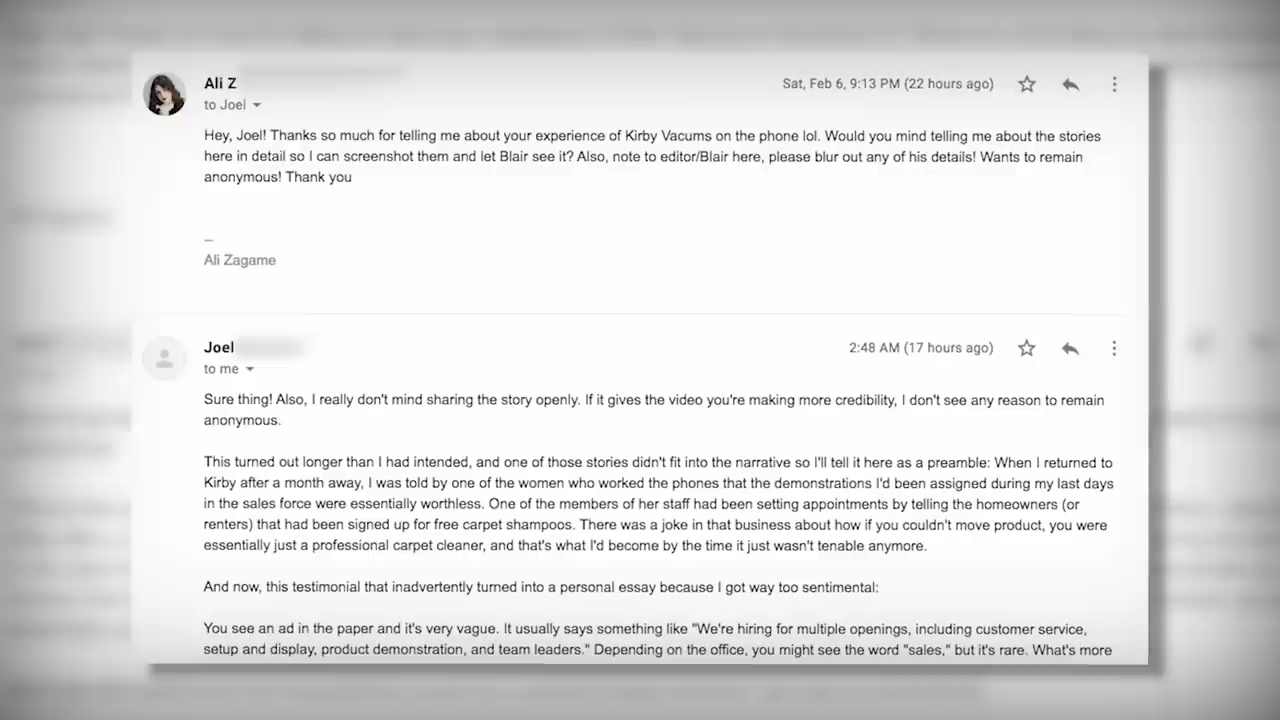 Ali Z
Sat, Feb 6, 9:13 PM (22 hours ago)
to Joel
Hey, Joel! Thanks so much for telling me about your experience of Kirby Vacums on the phone lol. Would you mind telling me about the stories
here in detail so I can screenshot them and let Blair see it? Also, note to editor/Blair here, please blur out any of his details! Wants to remain
anonymous! Thank you
--
Ali Zagame
Joel
2:48 AM (17 hours ago)
to me
Sure thing! Also, I really don't mind sharing the story openly. If it gives the video you're making more credibility, I don't see any reason to remain
anonymous.
This turned out longer than I had intended, and one of those stories didn't fit into the narrative so I'll tell it here as a preamble: When I returned to
Kirby after a month away, I was told by one of the women who worked the phones that the demonstrations I'd been assigned during my last days
in the sales force were essentially worthless. One of the members of her staff had been setting appointments by telling the homeowners (or
renters) that had been signed up for free carpet shampoos. There was a joke in that business about how if you couldn't move product, you were
essentially just a professional carpet cleaner, and that's what I'd become by the time it just wasn't tenable anymore.
And now, this testimonial that inadvertently turned into a personal essay because I got way too sentimental:
You see an ad in the paper and it's very vague. It usually says something like "We're hiring for multiple openings, including customer service,
setup and display, product demonstration, and team leaders." Depending on the office, you might see the word "sales," but it's rare. What's more